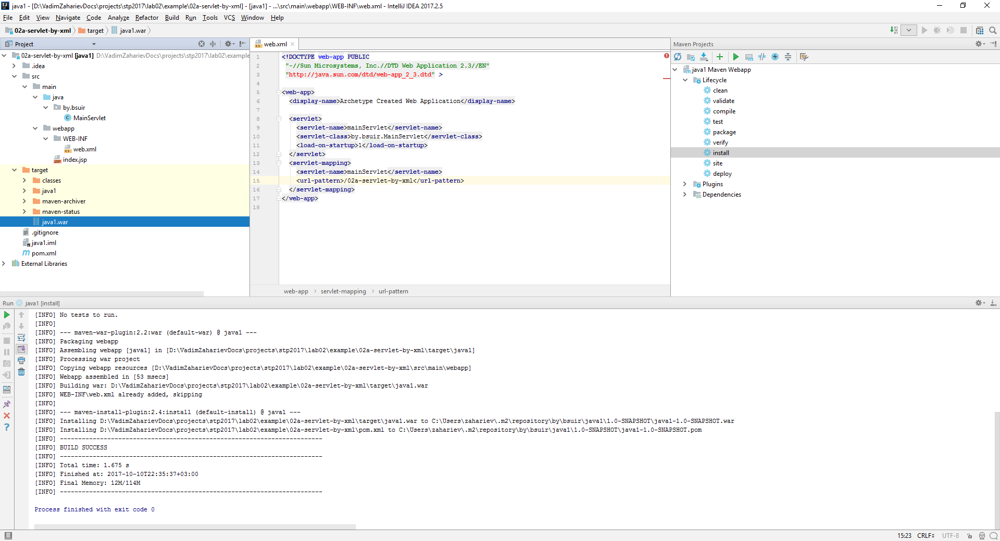 java1 - [D:\VadimZaharievDocs\projects\stp2017\lab02\example\02a-servlet-by-xml] - [java1] - ...\src\main\webapp\WEB-INF\web.xml - IntelliJ IDEA 2017.2.5
File Edit View Navigate Code Analyze Refactor Build Run Tools VCS Window Help
02a-servlet-by-xml target java1.war
Project
02a-servlet-by-xml [java1] D:\VadimZaharievDocs\projects\stp2017\lab02\example
.idea
src
main
java
by.bsuir
MainServlet
webapp
WEB-INF
web.xml
index.jsp
target
classes
java1
maven-archiver
maven-status
java1.war
.gitignore
java1.iml
pom.xml
External Libraries
web.xml
1 <!DOCTYPE web-app PUBLIC
2 "-//Sun Microsystems, Inc.//DTD Web Application 2.3//EN"
3 "http://java.sun.com/dtd/web-app_2_3.dtd" >
4
5 <web-app>
6 <display-name>Archetype Created Web Application</display-name>
7
8 <servlet>
9 <servlet-name>mainServlet</servlet-name>
10 <servlet-class>by.bsuir.MainServlet</servlet-class>
11 <load-on-startup>1</load-on-startup>
12 </servlet>
13 <servlet-mapping>
14 <servlet-name>mainServlet</servlet-name>
15 <url-pattern>/02a-servlet-by-xml</url-pattern>
16 </servlet-mapping>
17 </web-app>
18
web-app servlet-mapping url-pattern
Maven Projects
java1 Maven Webapp
Lifecycle
clean
validate
compile
test
package
verify
install
site
deploy
Plugins
Dependencies
Run java1 [install]
[INFO] No tests to run.
[INFO]
[INFO] --- maven-war-plugin:2.2:war (default-war) @ java1 ---
[INFO] Packaging webapp
[INFO] Assembling webapp [java1] in [D:\VadimZaharievDocs\projects\stp2017\lab02\example\02a-servlet-by-xml\target\java1]
[INFO] Processing war project
[INFO] Copying webapp resources [D:\VadimZaharievDocs\projects\stp2017\lab02\example\02a-servlet-by-xml\src\main\webapp]
[INFO] Webapp assembled in [53 msecs]
[INFO] Building war: D:\VadimZaharievDocs\projects\stp2017\lab02\example\02a-servlet-by-xml\target\java1.war
[INFO] WEB-INF\web.xml already added, skipping
[INFO]
[INFO] --- maven-install-plugin:2.4:install (default-install) @ java1 ---
[INFO] Installing D:\VadimZaharievDocs\projects\stp2017\lab02\example\02a-servlet-by-xml\target\java1.war to C:\Users\zahariev\.m2\repository\by\bsuir\java1\1.0-SNAPSHOT\java1-1.0-SNAPSHOT.war
[INFO] Installing D:\VadimZaharievDocs\projects\stp2017\lab02\example\02a-servlet-by-xml\pom.xml to C:\Users\zahariev\.m2\repository\by\bsuir\java1\1.0-SNAPSHOT\java1-1.0-SNAPSHOT.pom
[INFO] ------------------------------------------------------------------------
[INFO] BUILD SUCCESS
[INFO] ------------------------------------------------------------------------
[INFO] Total time: 1.675 s
[INFO] Finished at: 2017-10-10T22:35:37+03:00
[INFO] Final Memory: 12M/114M
[INFO] ------------------------------------------------------------------------
Process finished with exit code 0
15:23 CRLF UTF-8